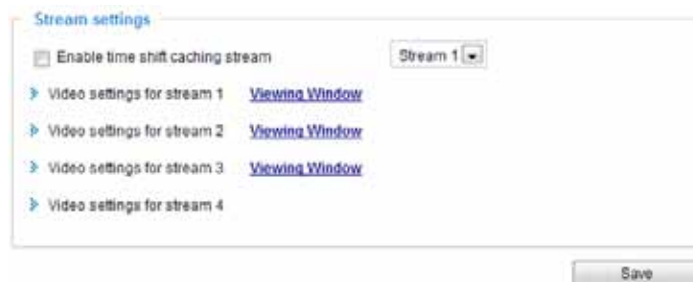 Stream settings
Enable time shift caching stream Stream 1
Video settings for stream 1 Viewing Window
Video settings for stream 2 Viewing Window
Video settings for stream 3 Viewing Window
Video settings for stream 4
Save